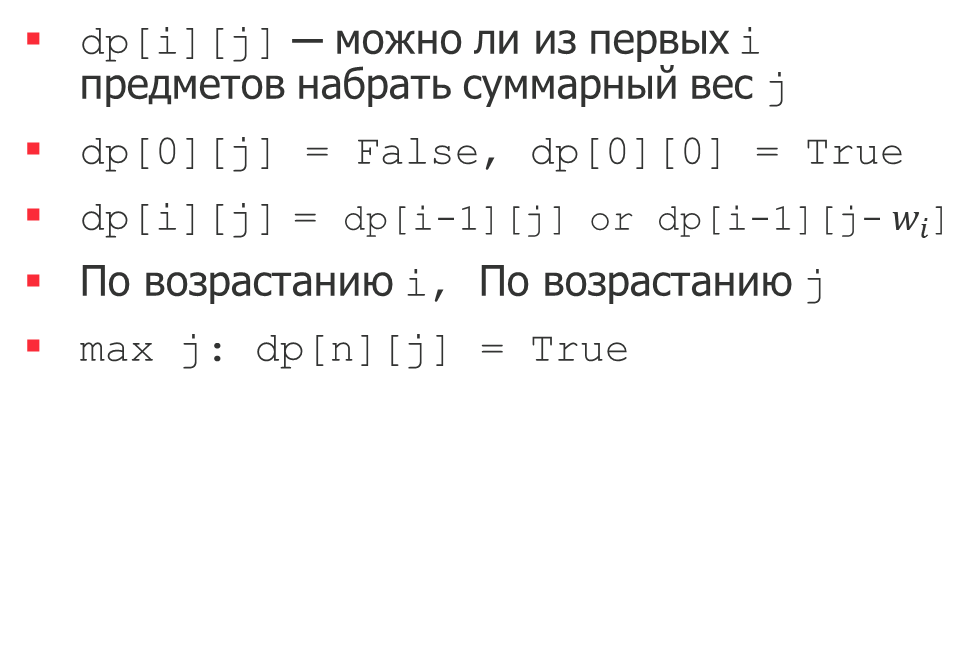 dp[i][j] — можно ли из первых i
предметов набрать суммарный вес j
dp[0][j] = False, dp[0][0] = True
dp[i][j] = dp[i-1][j] or dp[i-1][j-wᵢ]
По возрастанию i, По возрастанию j
max j: dp[n][j] = True